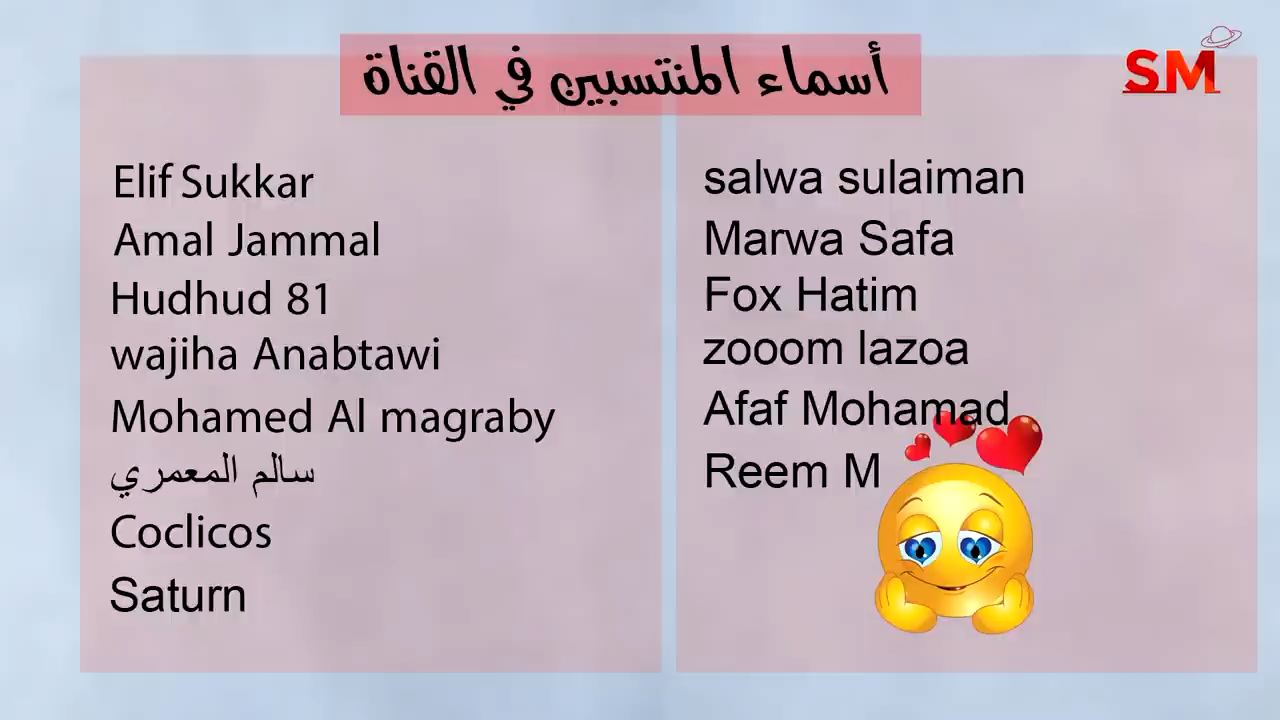 أسماء المنتسبين في القناة
SM
Elif Sukkar
Amal Jammal
Hudhud 81
wajiha Anabtawi
Mohamed Al magraby
سالم المعمري
Coclicos
Saturn
salwa sulaiman
Marwa Safa
Fox Hatim
zooom lazoa
Afaf Mohamad
Reem M